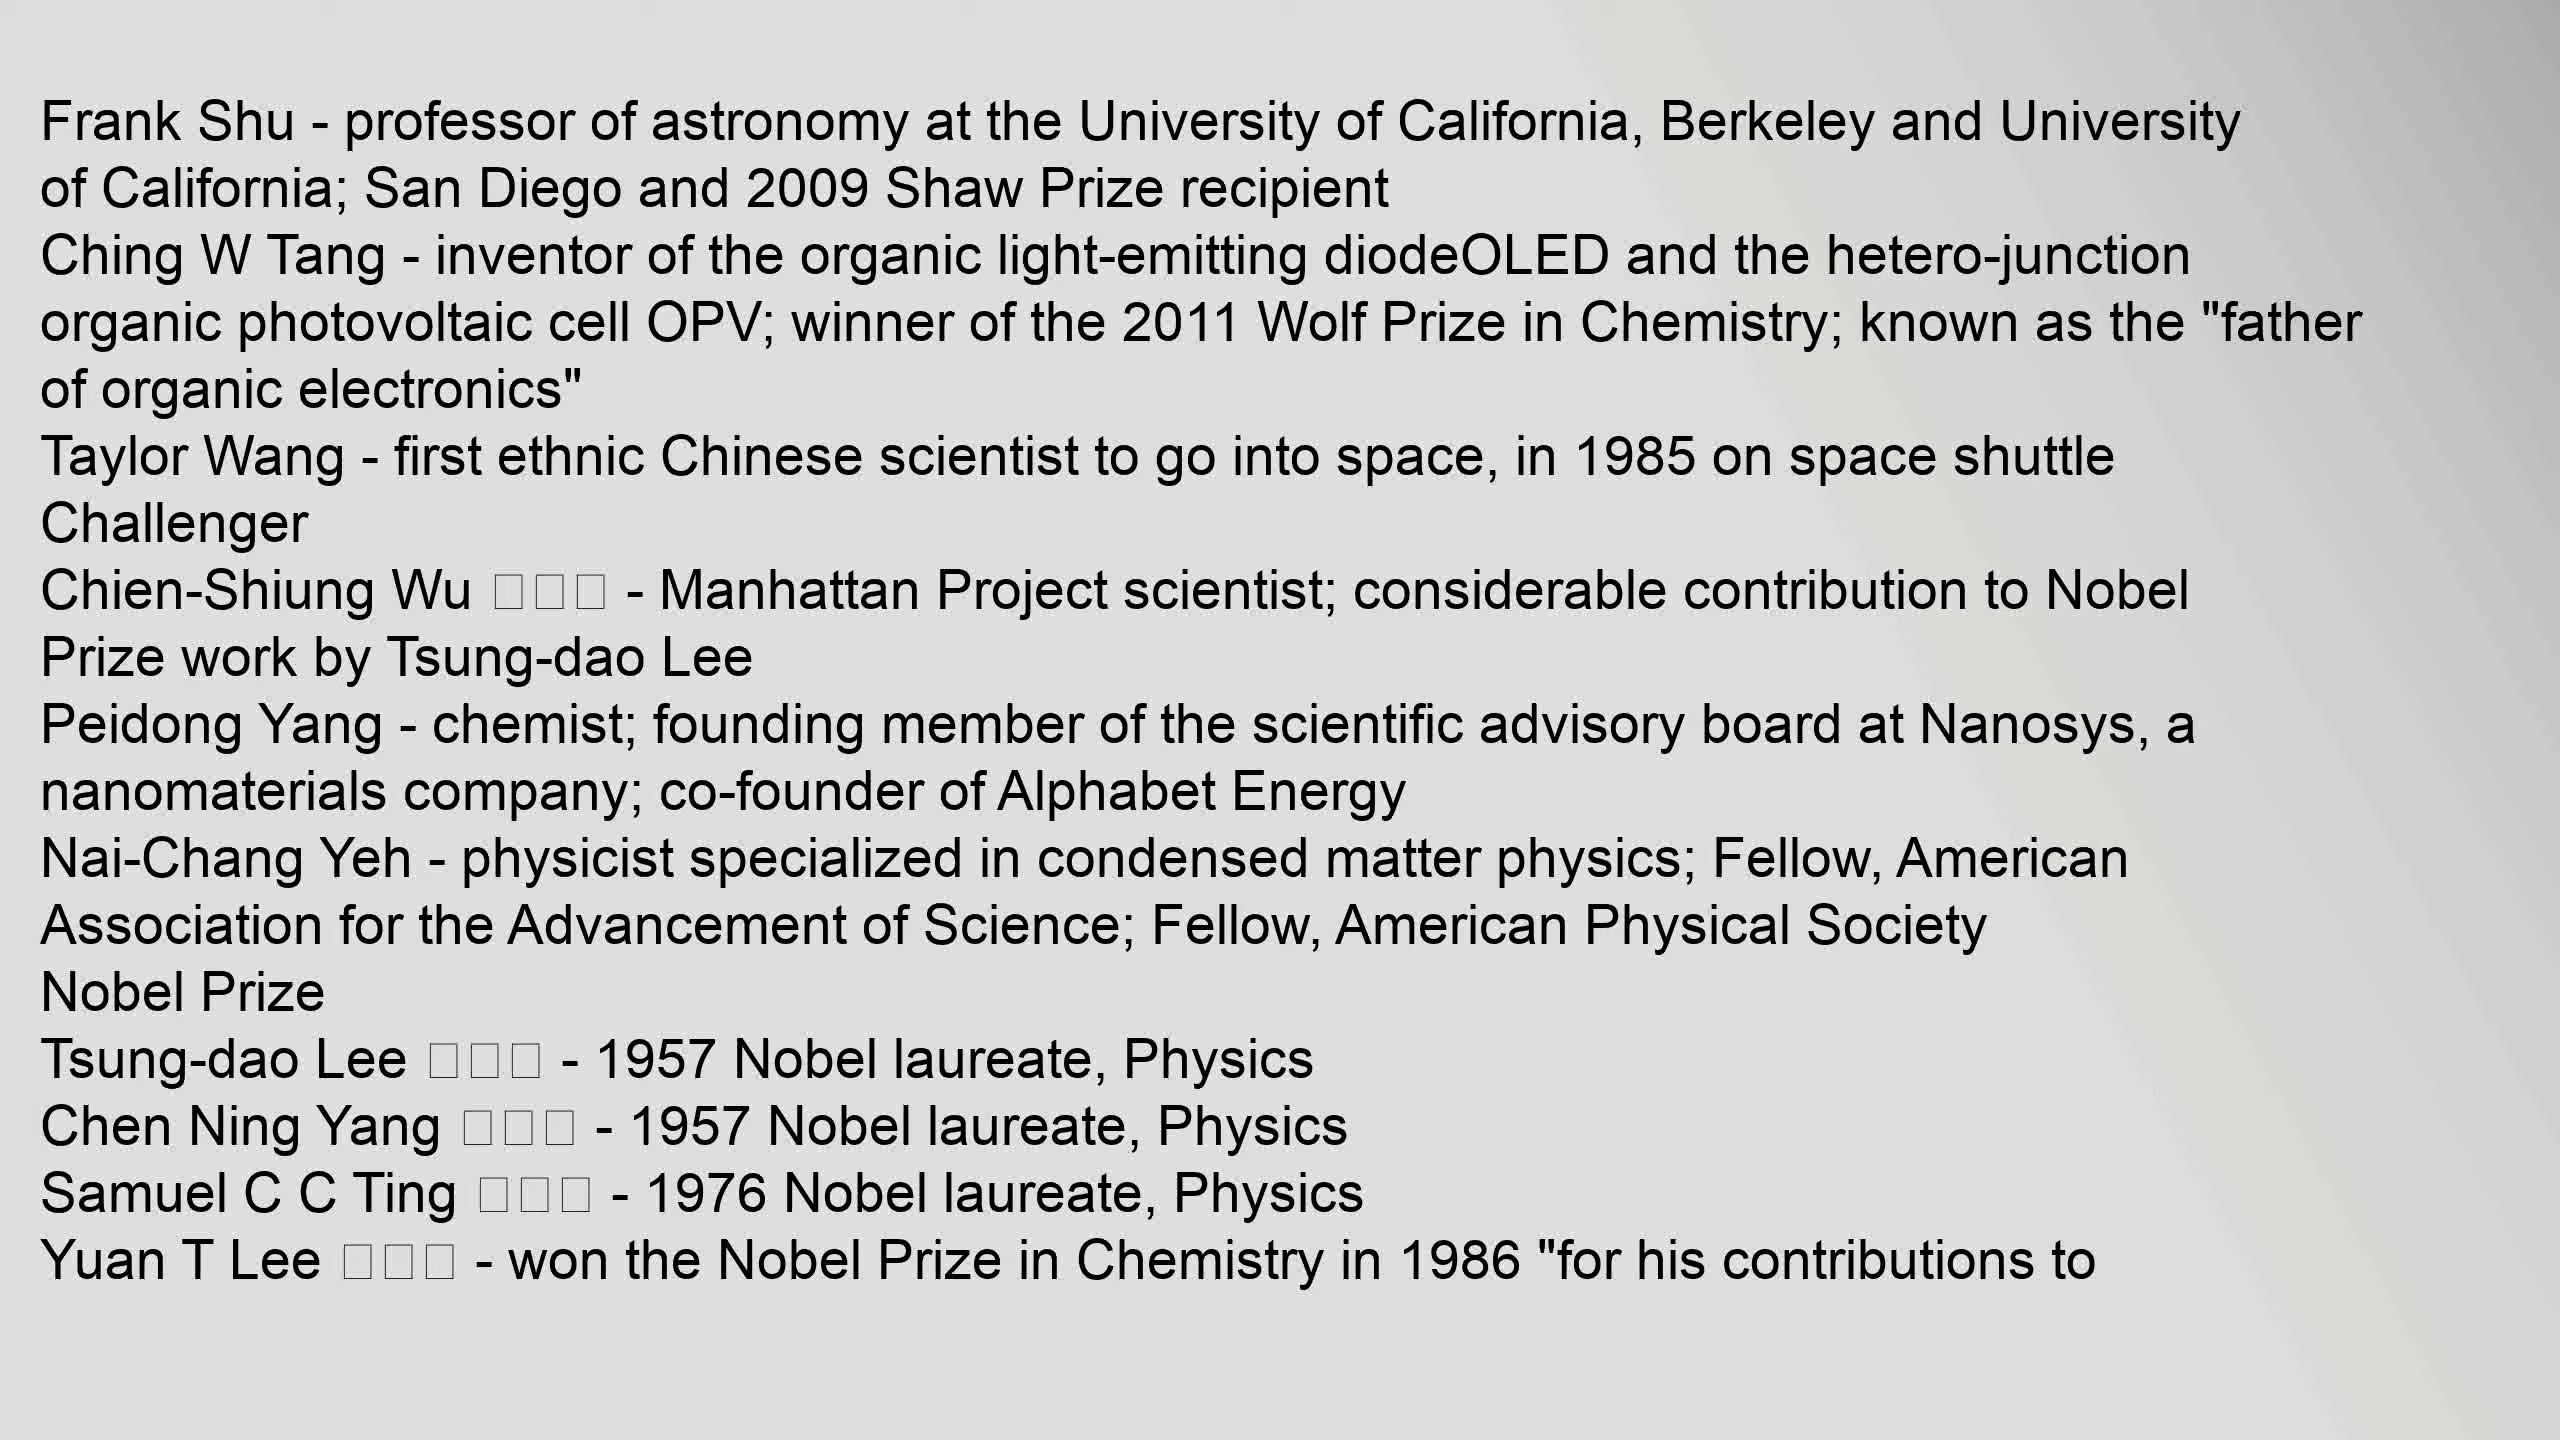 Frank Shu - professor of astronomy at the University of California, Berkeley and University
of California; San Diego and 2009 Shaw Prize recipient
Ching W Tang - inventor of the organic light-emitting diodeOLED and the hetero-junction
organic photovoltaic cell OPV; winner of the 2011 Wolf Prize in Chemistry; known as the "father
of organic electronics"
Taylor Wang - first ethnic Chinese scientist to go into space, in 1985 on space shuttle
Challenger
Chien-Shiung Wu □□□ - Manhattan Project scientist; considerable contribution to Nobel
Prize work by Tsung-dao Lee
Peidong Yang - chemist; founding member of the scientific advisory board at Nanosys, a
nanomaterials company; co-founder of Alphabet Energy
Nai-Chang Yeh - physicist specialized in condensed matter physics; Fellow, American
Association for the Advancement of Science; Fellow, American Physical Society
Nobel Prize
Tsung-dao Lee □□□ - 1957 Nobel laureate, Physics
Chen Ning Yang □□□ - 1957 Nobel laureate, Physics
Samuel C C Ting □□□ - 1976 Nobel laureate, Physics
Yuan T Lee □□□ - won the Nobel Prize in Chemistry in 1986 "for his contributions to